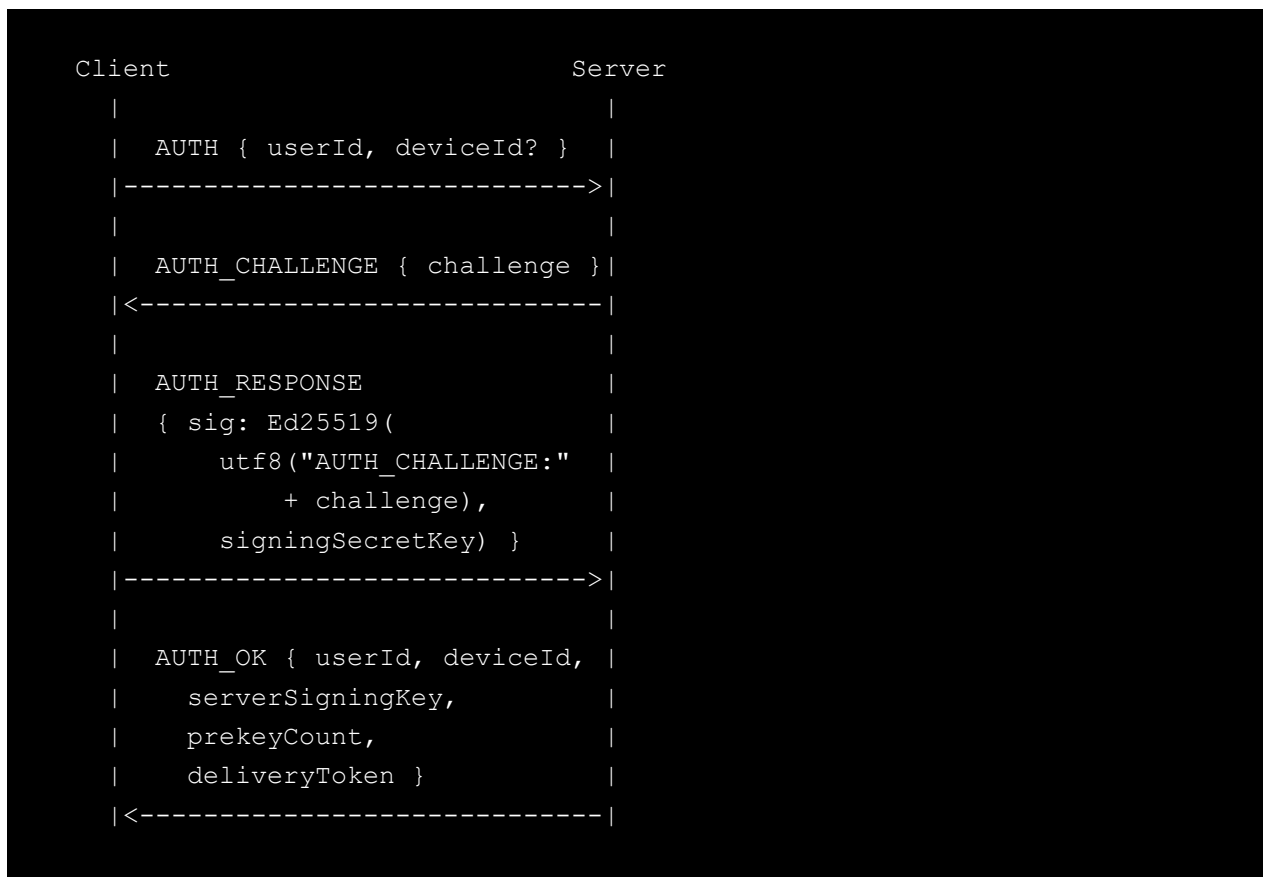 Client                         Server
  |                              |
  |  AUTH { userId, deviceId? }  |
  |----------------------------->|
  |                              |
  |  AUTH_CHALLENGE { challenge }|
  |<-----------------------------|
  |                              |
  |  AUTH_RESPONSE               |
  |  { sig: Ed25519(             |
  |      utf8("AUTH_CHALLENGE:"  |
  |          + challenge),       |
  |      signingSecretKey) }     |
  |----------------------------->|
  |                              |
  |  AUTH_OK { userId, deviceId, |
  |    serverSigningKey,         |
  |    prekeyCount,              |
  |    deliveryToken }           |
  |<-----------------------------|